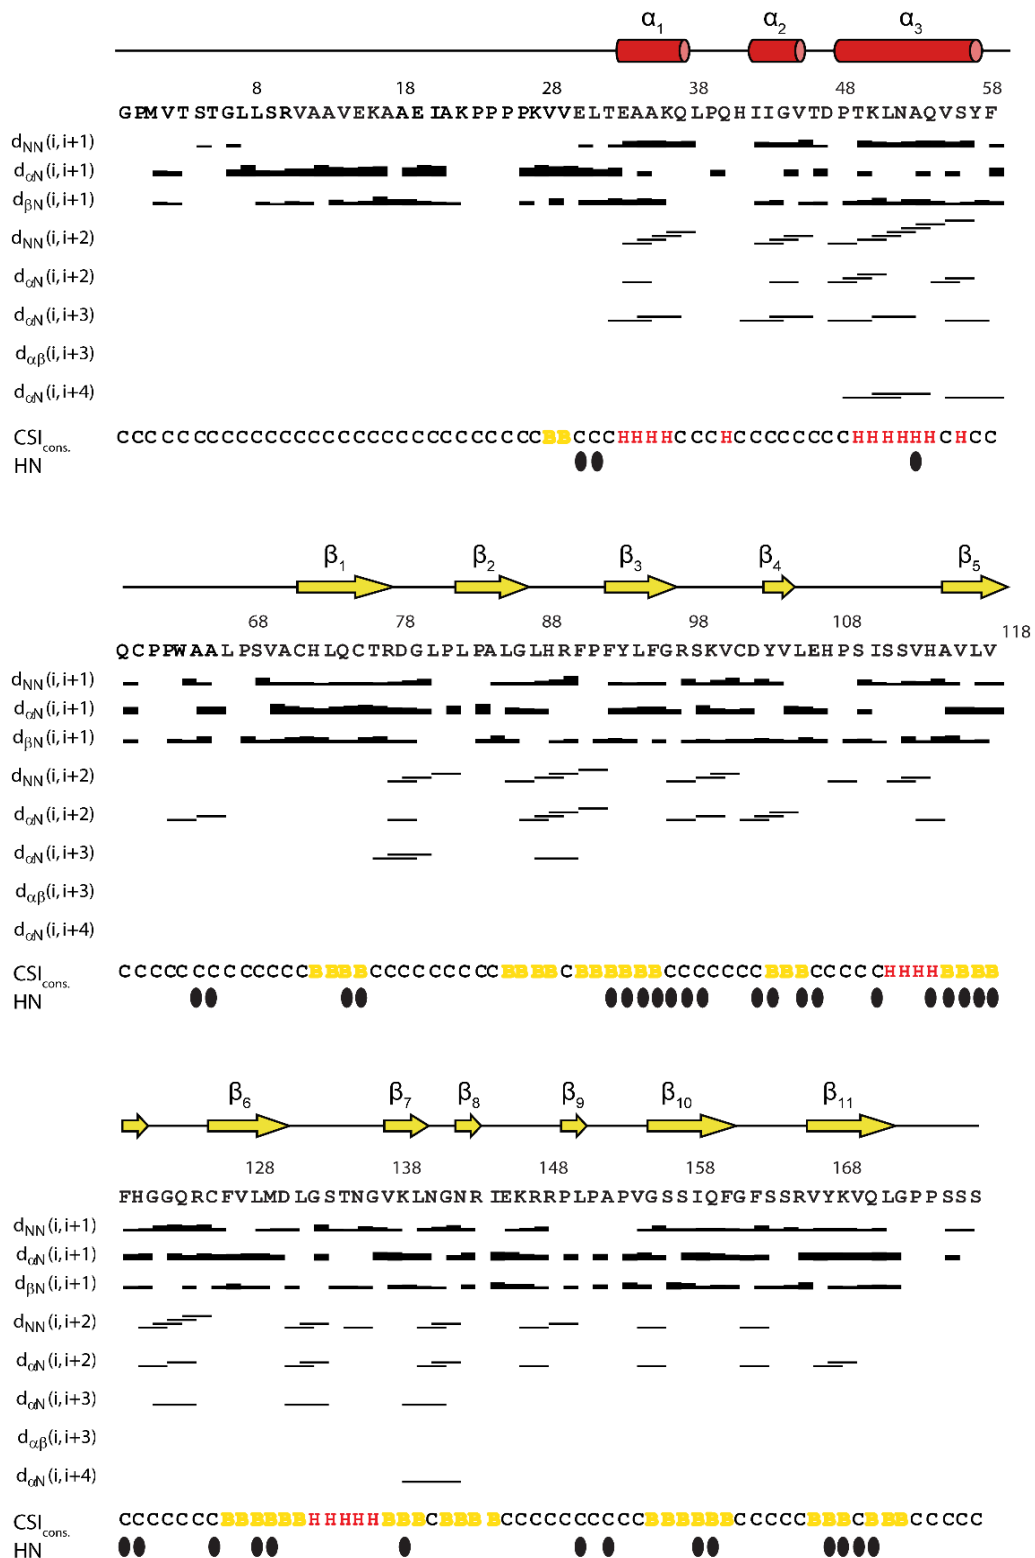 α1 α2 α3
8 18 28 38 48 58
GPMVTSTGLLSRVAAVEKAAEIAKPPPPKVVELTEAAKQLPQHIIGVTDPTKLNAQVSYF
dNN(i,i+1)
dαN(i,i+1)
dβN(i,i+1)
dNN(i,i+2)
dαN(i,i+2)
dαN(i,i+3)
dαβ(i,i+3)
dαN(i,i+4)
CSIcons. CCCCCCCCCCCCCCCCCCCCCCCCCCCCCBBCCCHHHHCCCHCCCCCCCCHHHHHHCHCC
HN
β1 β2 β3 β4 β5
68 78 88 98 108 118
QCPPWAALPSVACHLQCTRDGLPLPALGLHRFPFYLFGRSKVCDYVLEHPSISSVHAVLV
dNN(i,i+1)
dαN(i,i+1)
dβN(i,i+1)
dNN(i,i+2)
dαN(i,i+2)
dαN(i,i+3)
dαβ(i,i+3)
dαN(i,i+4)
CSIcons. CCCCCCCCCCCCCBBBBCCCCCCCCCBBBBCBBBBBBCCCCCCCBBBCCCCCHHHHBBBB
HN
β6 β7 β8 β9 β10 β11
128 138 148 158 168
FHGGQRCFVLMDLGSTNGVKLNGNRIEKRRPLPAPVGSSIQFGFSSRVYKVQLGPPSSS
dNN(i,i+1)
dαN(i,i+1)
dβN(i,i+1)
dNN(i,i+2)
dαN(i,i+2)
dαN(i,i+3)
dαβ(i,i+3)
dαN(i,i+4)
CSIcons. CCCCCCCBBBBBBHHHHHBBBCBBBBCCCCCCCCCCBBBBBBCCCCCBBBCBBBCCCCC
HN